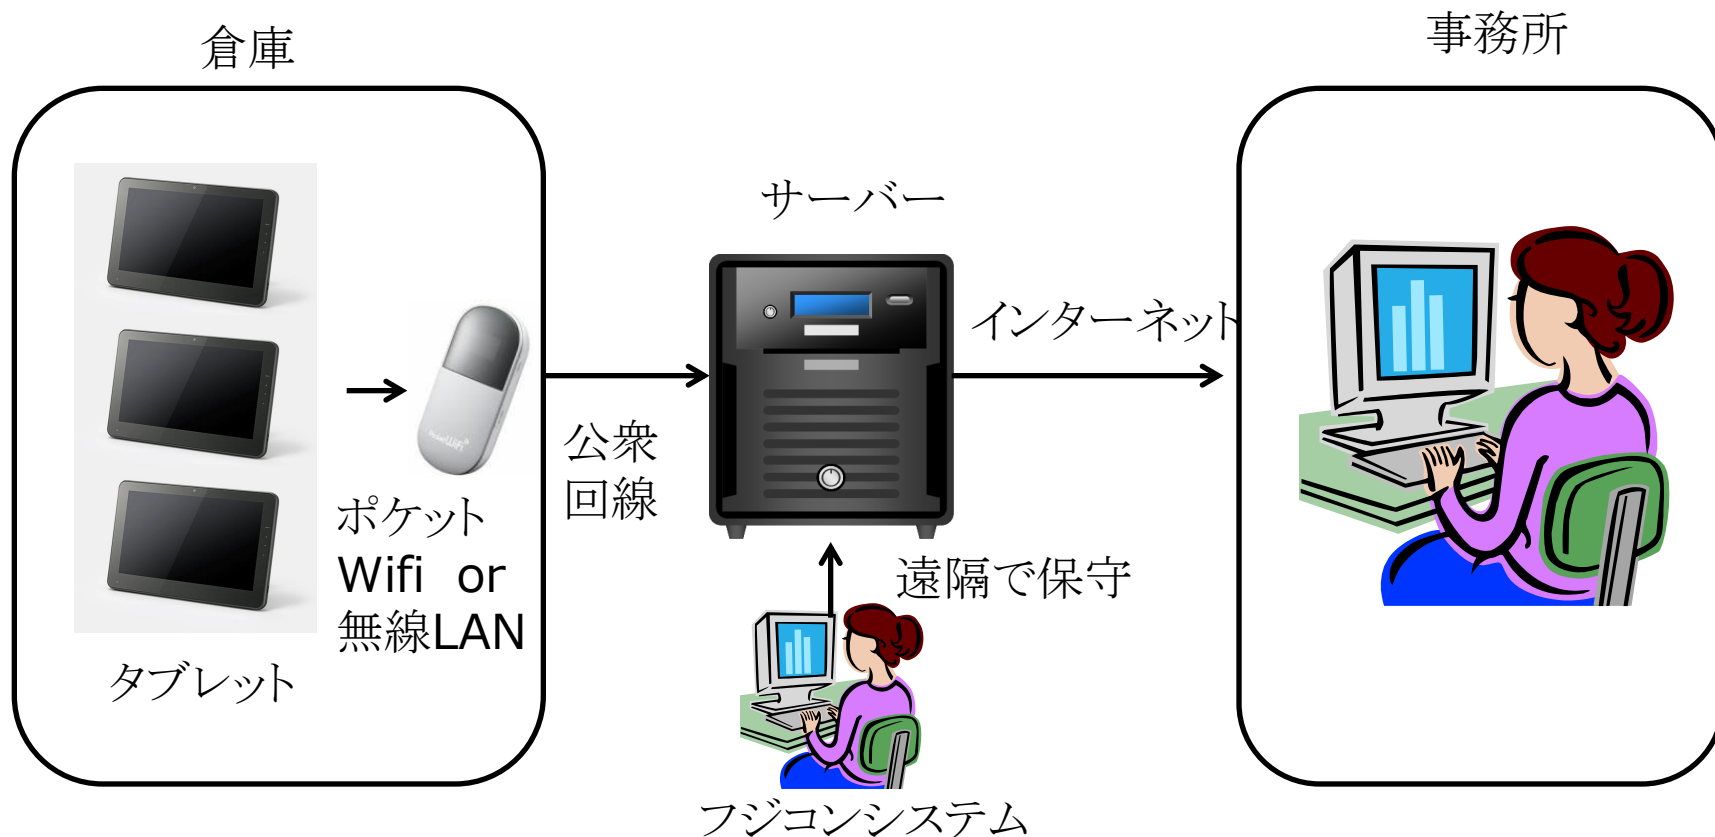 倉庫
事務所
サーバー
インターネット
公衆
回線
ポケット
Wifi or
無線LAN
タブレット
遠隔で保守
フジコンシステム